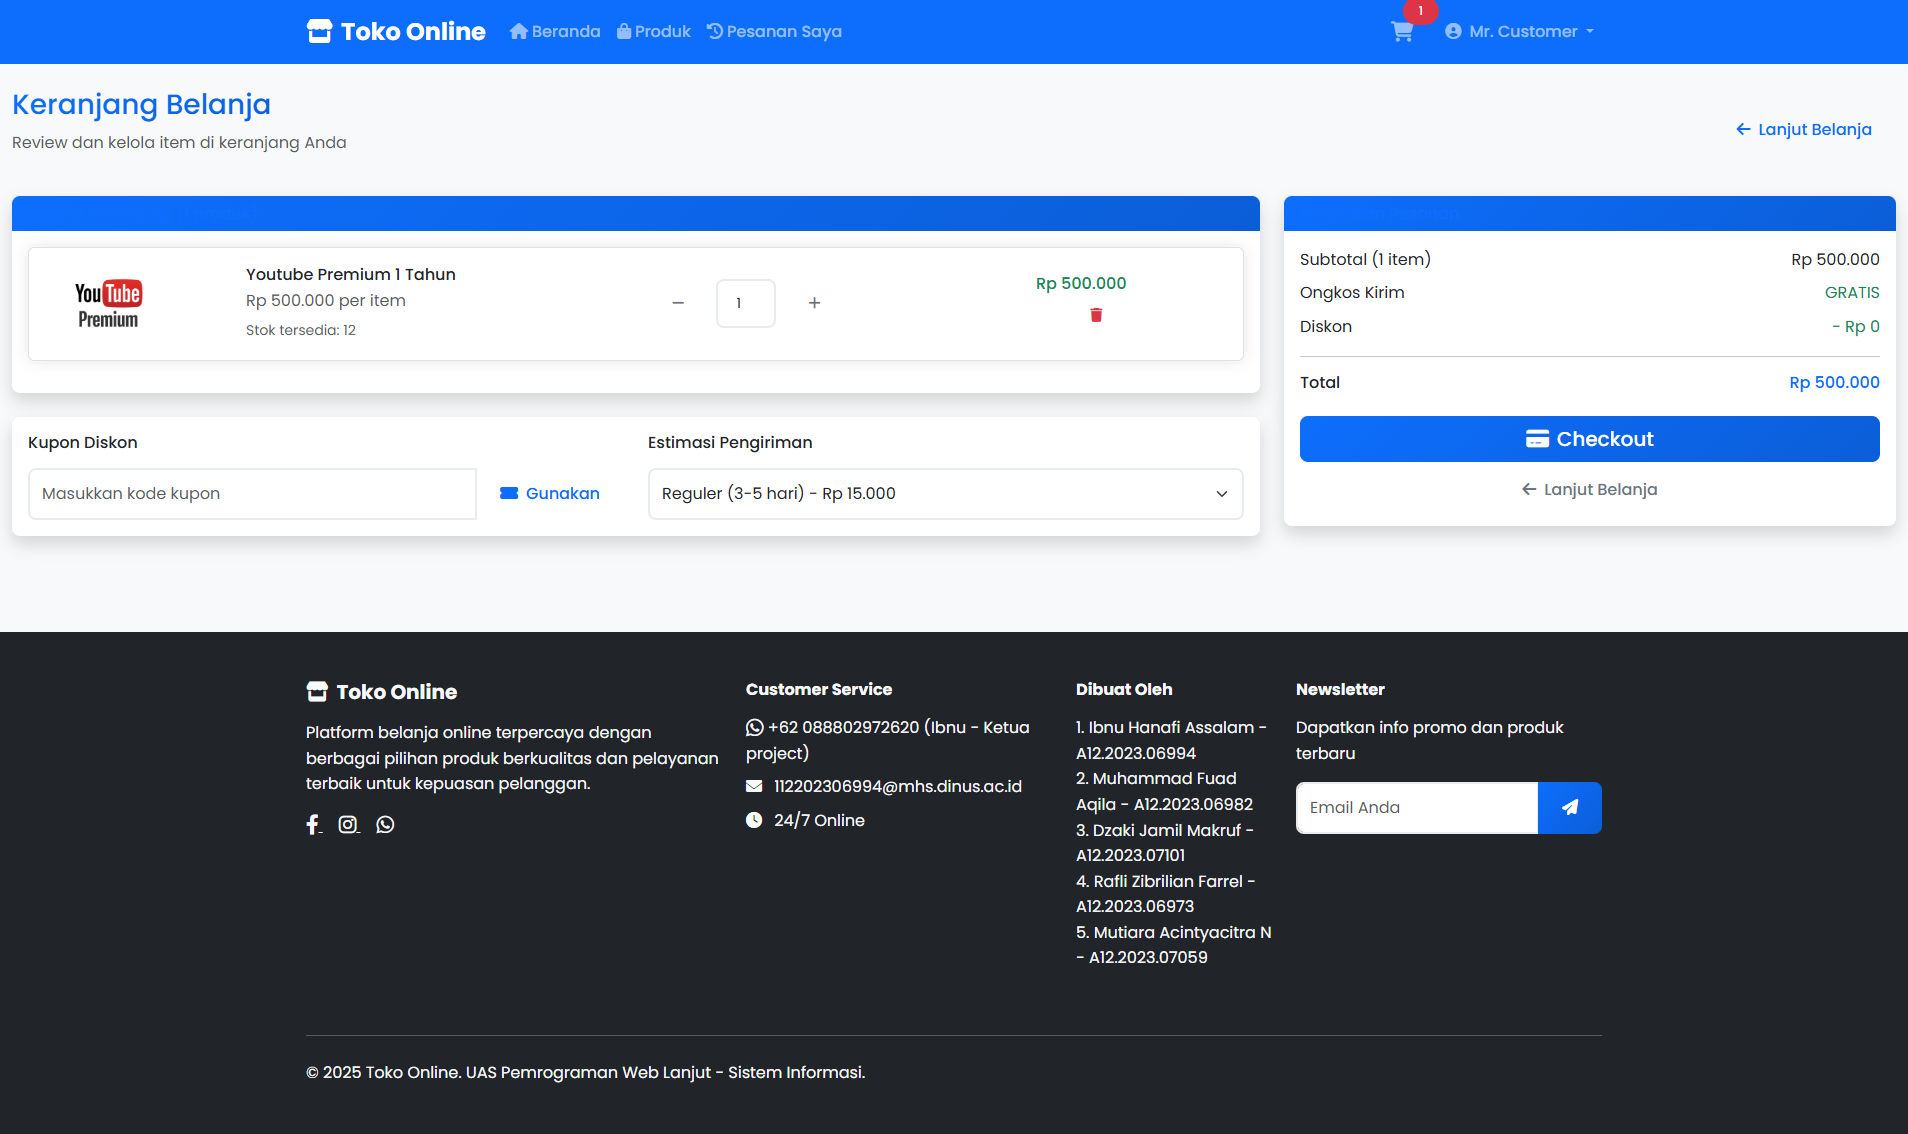 Toko Online Beranda Produk Pesanan Saya 1 Mr. Customer
Keranjang Belanja
Review dan kelola item di keranjang Anda
Lanjut Belanja
YouTube
Premium
Youtube Premium 1 Tahun
Rp 500.000 per item
Stok tersedia: 12
− 1 +
Rp 500.000
Kupon Diskon
Masukkan kode kupon
Gunakan
Estimasi Pengiriman
Reguler (3-5 hari) - Rp 15.000
Subtotal (1 item) Rp 500.000
Ongkos Kirim GRATIS
Diskon - Rp 0
Total Rp 500.000
Checkout
Lanjut Belanja
Toko Online
Platform belanja online terpercaya dengan
berbagai pilihan produk berkualitas dan pelayanan
terbaik untuk kepuasan pelanggan.
Customer Service
+62 088802972620 (Ibnu - Ketua
project)
112202306994@mhs.dinus.ac.id
24/7 Online
Dibuat Oleh
1. Ibnu Hanafi Assalam -
A12.2023.06994
2. Muhammad Fuad
Aqila - A12.2023.06982
3. Dzaki Jamil Makruf -
A12.2023.07101
4. Rafli Zibrilian Farrel -
A12.2023.06973
5. Mutiara Acintyacitra N
- A12.2023.07059
Newsletter
Dapatkan info promo dan produk
terbaru
Email Anda
© 2025 Toko Online. UAS Pemrograman Web Lanjut - Sistem Informasi.